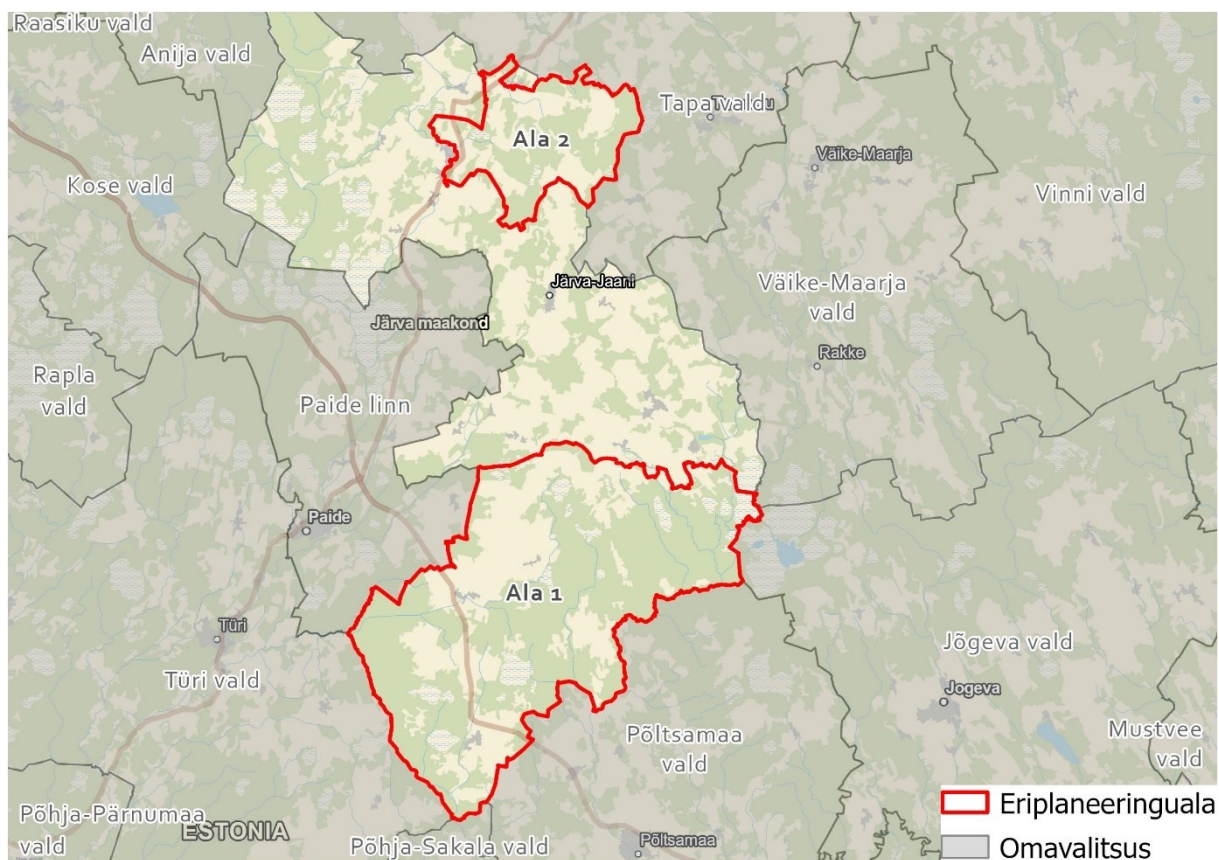 Raasiku vald
Anija vald
Tapa vald
Ala 2
Väike-Maarja
Kose vald
Vinni vald
Järva-Jaani
Väike-Maarja
vald
Järva maakond
Rakke
Rapla
vald
Paide linn
Paide
Ala 1
Türi
Jõgeva vald
Türi vald
Jogeva
Põltsamaa
vald
Mustvee
vald
Eriplaneeringuala
Põhja-Pärnumaa
vald
ESTONIA
Põhja-Sakala vald
Põltsamaa
Omavalitsus